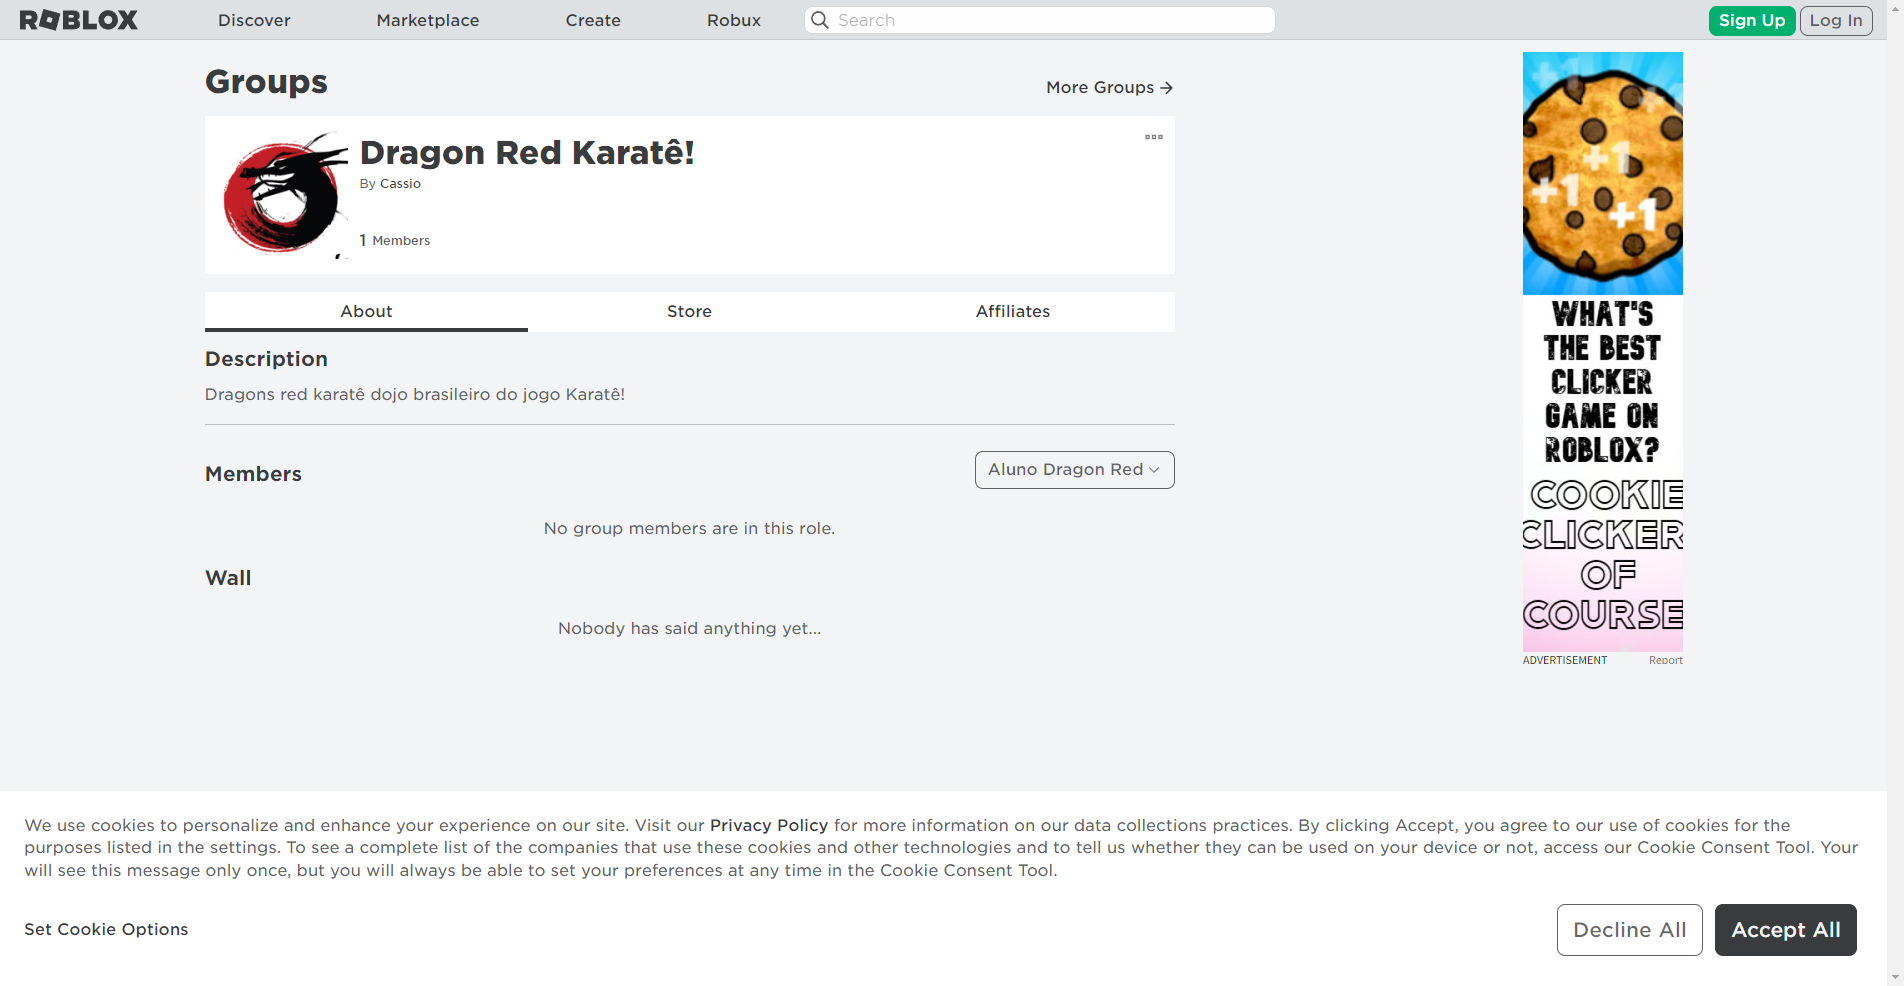 ROBLOX
Discover
Marketplace
Create
Robux
Search
Sign Up
Log In
Groups
More Groups →
Dragon Red Karatê!
By Cassio
1 Members
About
Store
Affiliates
Description
Dragons red karatê dojo brasileiro do jogo Karatê!
Members
Aluno Dragon Red
No group members are in this role.
Wall
Nobody has said anything yet...
+1
+1
+1
+1
+1
WHAT'S
THE BEST
CLICKER
GAME ON
ROBLOX?
COOKIE
CLICKER
OF
COURSE
ADVERTISEMENT
Report
We use cookies to personalize and enhance your experience on our site. Visit our Privacy Policy for more information on our data collections practices. By clicking Accept, you agree to our use of cookies for the
purposes listed in the settings. To see a complete list of the companies that use these cookies and other technologies and to tell us whether they can be used on your device or not, access our Cookie Consent Tool. Your
will see this message only once, but you will always be able to set your preferences at any time in the Cookie Consent Tool.
Set Cookie Options
Decline All
Accept All